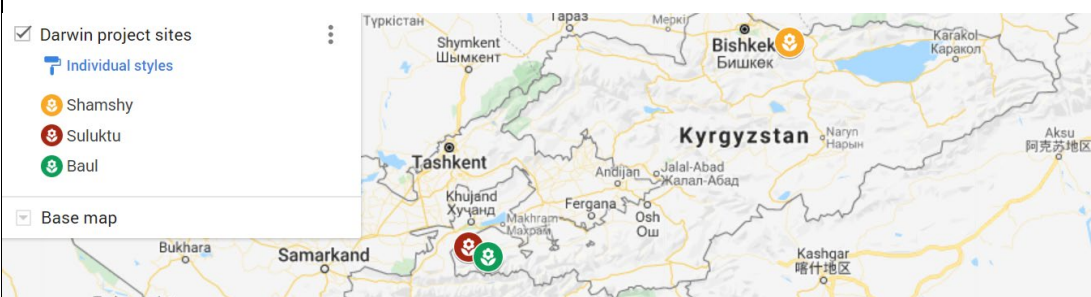 Darwin project sites
Individual styles
Shamshy
Suluktu
Baul
Base map
Түркістан
Тараз
Меркі
Shymkent
Шымкент
Bishkek
Бишкек
Karakol
Каракол
Tashkent
Kyrgyzstan
Naryn
Нарын
Aksu
阿克苏地区
Andijan
Jalal-Abad
Жалал-Абад
Khujand
Хуҷанд
Makhram
Махрам
Fergana
Osh
Ош
Bukhara
Samarkand
Kashgar
喀什地区